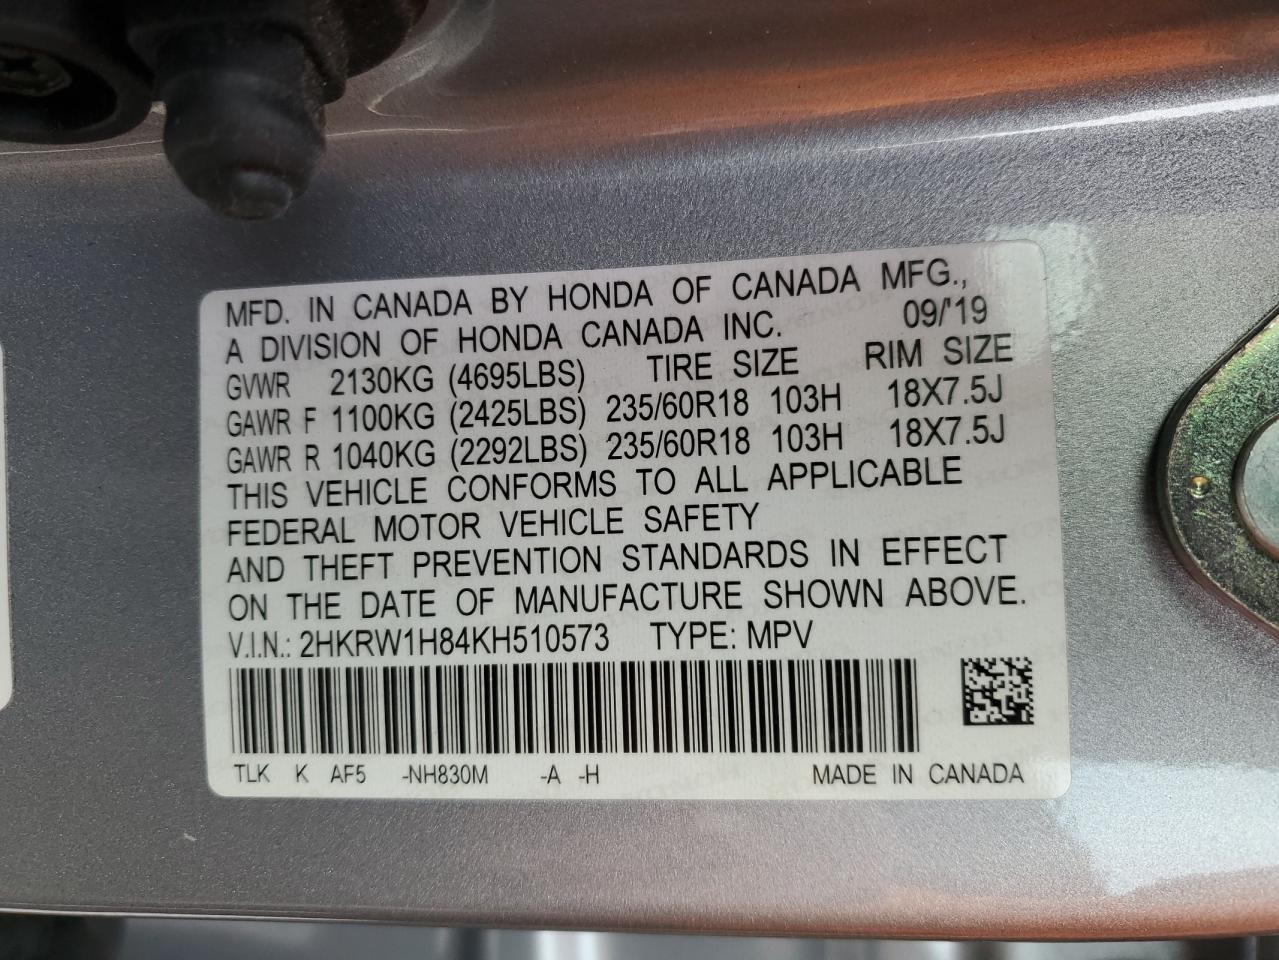 MFD. IN CANADA BY HONDA OF CANADA MFG.,
A DIVISION OF HONDA CANADA INC. 09/'19
GVWR 2130KG (4695LBS) TIRE SIZE RIM SIZE
GAWR F 1100KG (2425LBS) 235/60R18 103H 18X7.5J
GAWR R 1040KG (2292LBS) 235/60R18 103H 18X7.5J
THIS VEHICLE CONFORMS TO ALL APPLICABLE
FEDERAL MOTOR VEHICLE SAFETY
AND THEFT PREVENTION STANDARDS IN EFFECT
ON THE DATE OF MANUFACTURE SHOWN ABOVE.
V.I.N.: 2HKRW1H84KH510573 TYPE: MPV
TLK K AF5 -NH830M -A -H MADE IN CANADA